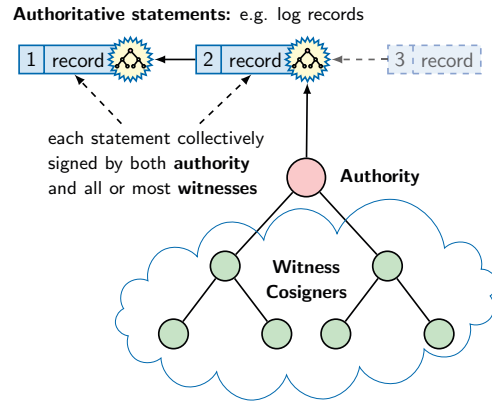 Authoritative statements: e.g. log records
1 record 2 record 3 record
each statement collectively
signed by both authority
and all or most witnesses
Authority
Witness
Cosigners